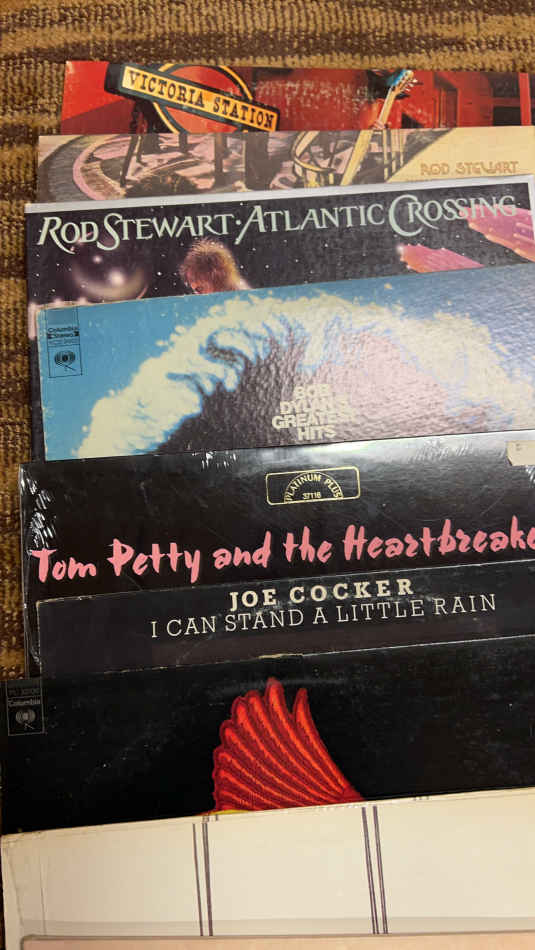 VICTORIA STATION
ROD STEWART
ROD STEWART · ATLANTIC CROSSING
Columbia
Stereo
BOB
DYLAN'S
GREATEST
HITS
PLATINUM PLUS
37116
Tom Petty and the Heartbreake
JOE COCKER
I CAN STAND A LITTLE RAIN
Columbia